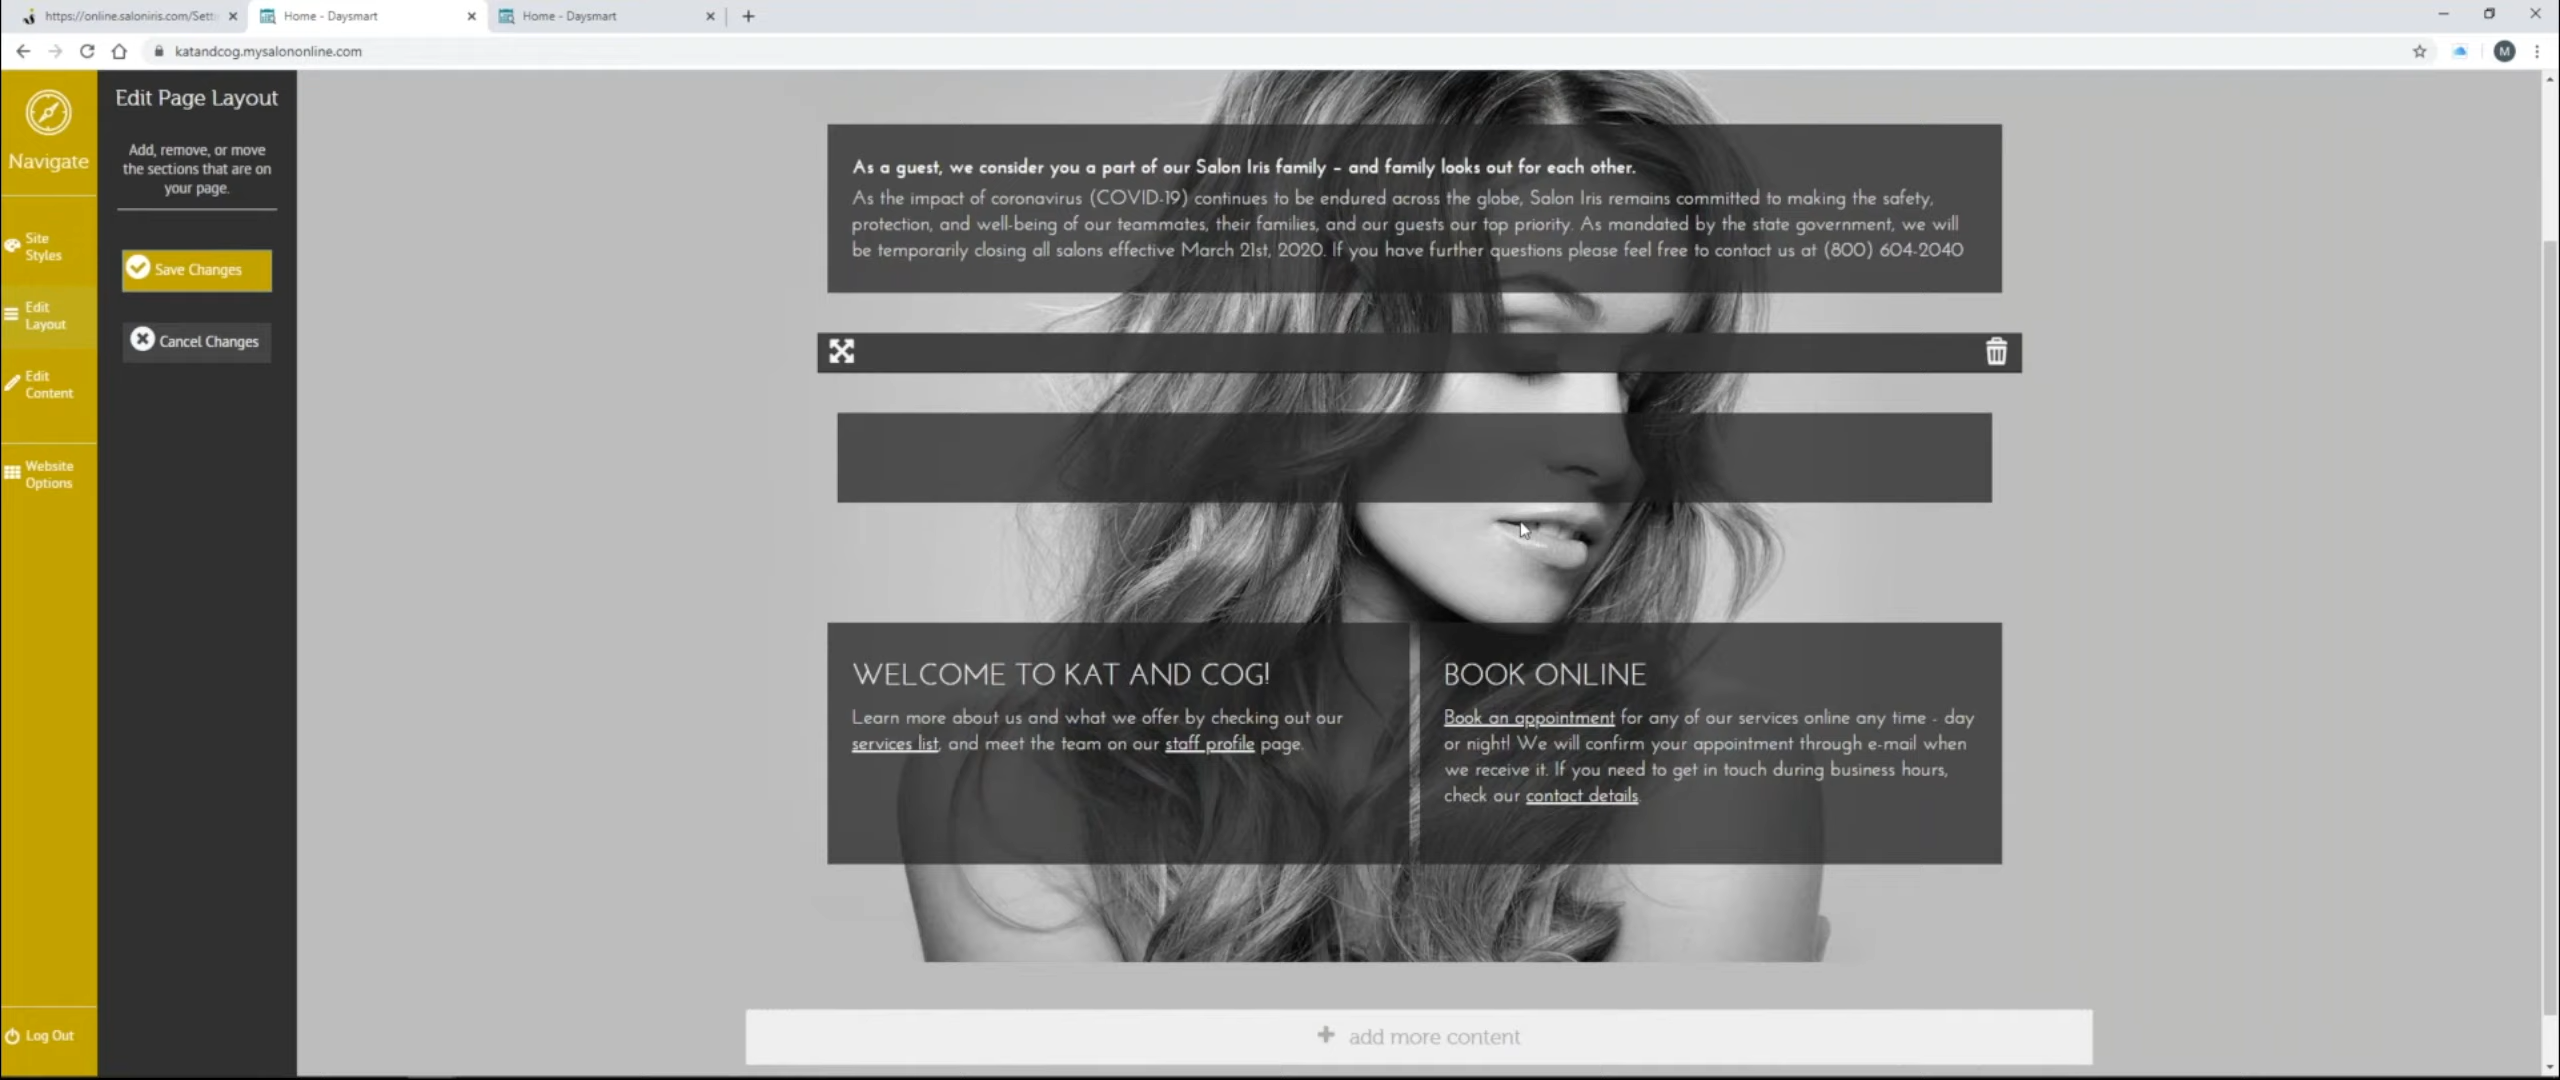 https://online.saloniris.com/Sett
Home - Daysmart
Home - Daysmart
katandcog.mysalononline.com
M
Navigate
Site
Styles
Edit
Layout
Edit
Content
Website
Options
Log Out
Edit Page Layout
Add, remove, or move
the sections that are on
your page.
Save Changes
Cancel Changes
As a guest, we consider you a part of our Salon Iris family – and family looks out for each other.
As the impact of coronavirus (COVID-19) continues to be endured across the globe, Salon Iris remains committed to making the safety,
protection, and well-being of our teammates, their families, and our guests our top priority. As mandated by the state government, we will
be temporarily closing all salons effective March 21st, 2020. If you have further questions please feel free to contact us at (800) 604-2040
WELCOME TO KAT AND COG!
Learn more about us and what we offer by checking out our
services list, and meet the team on our staff profile page.
BOOK ONLINE
Book an appointment for any of our services online any time - day
or night! We will confirm your appointment through e-mail when
we receive it. If you need to get in touch during business hours,
check our contact details.
add more content